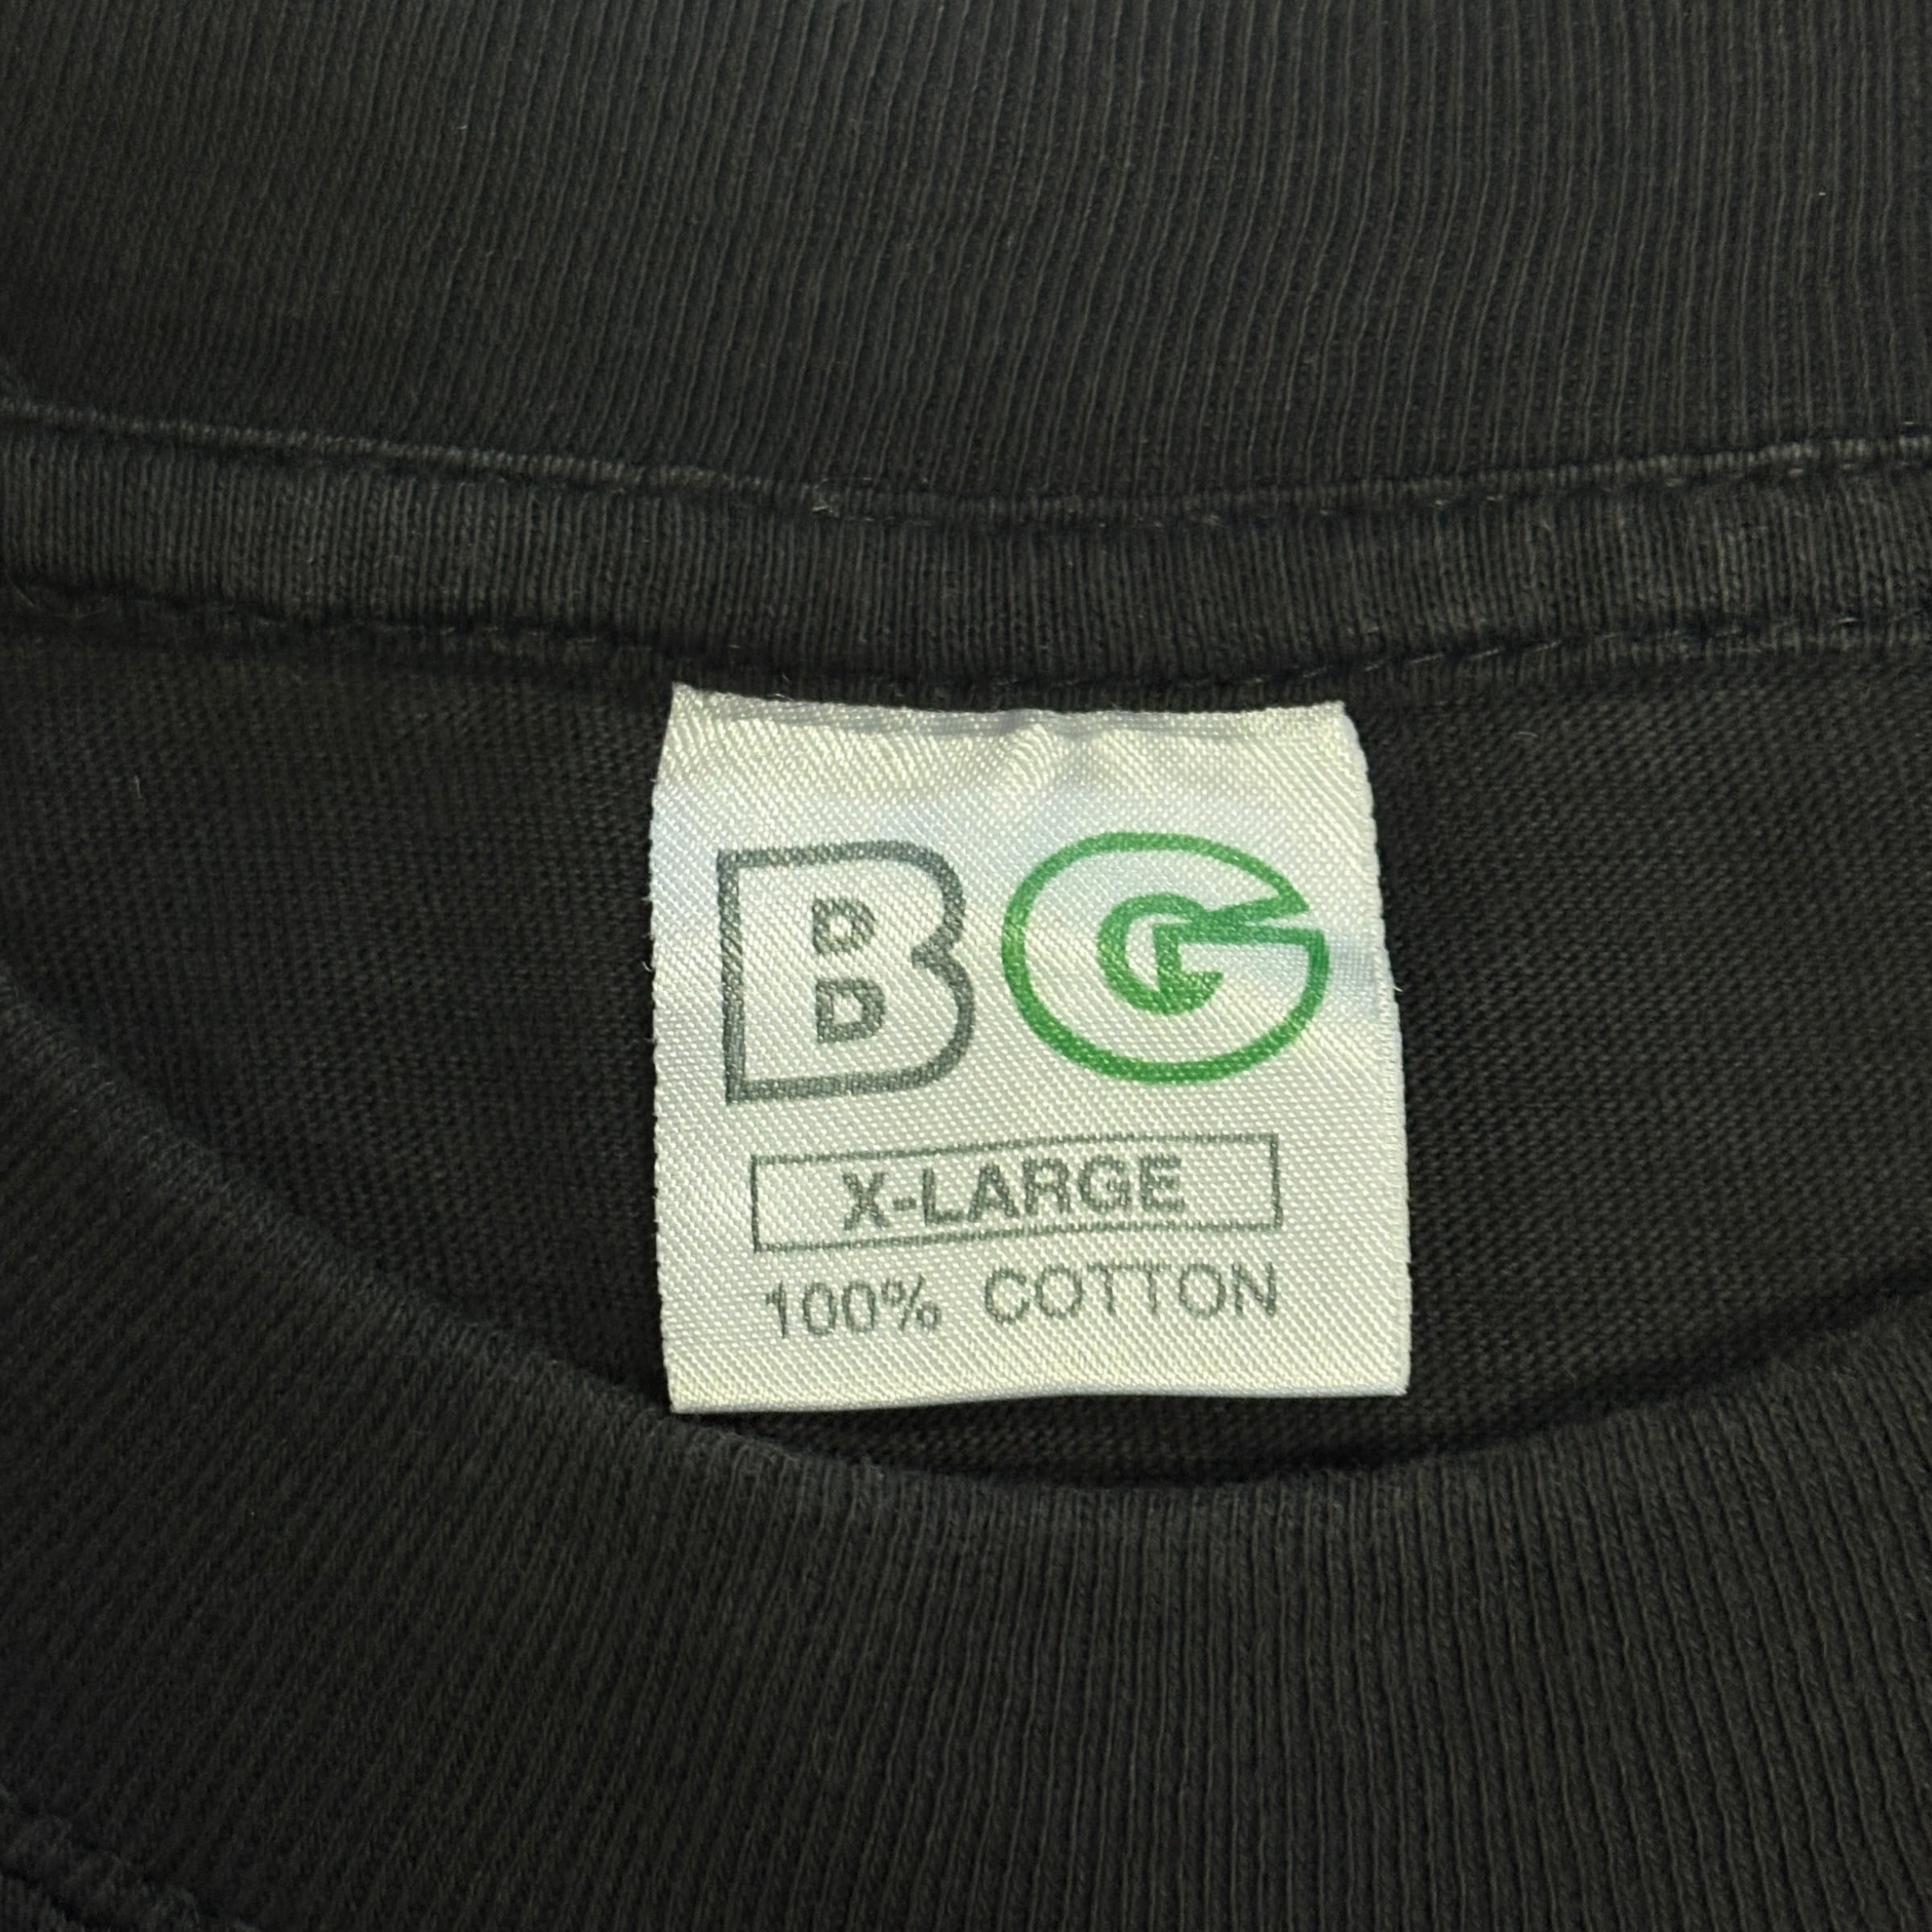 BG
X-LARGE
100% COTTON